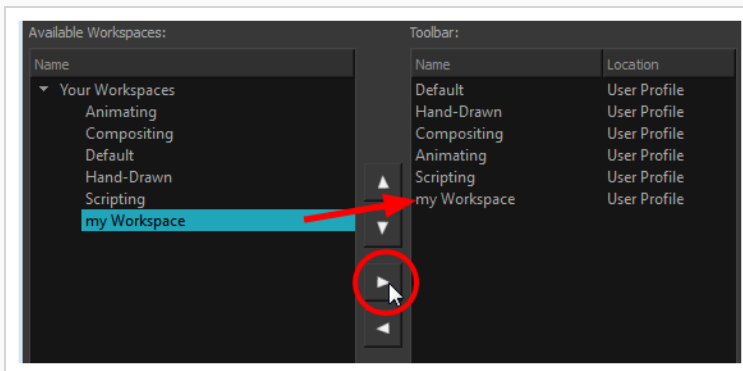 Available Workspaces:
Name
Your Workspaces
Animating
Compositing
Default
Hand-Drawn
Scripting
my Workspace
Toolbar:
Name Location
Default User Profile
Hand-Drawn User Profile
Compositing User Profile
Animating User Profile
Scripting User Profile
my Workspace User Profile